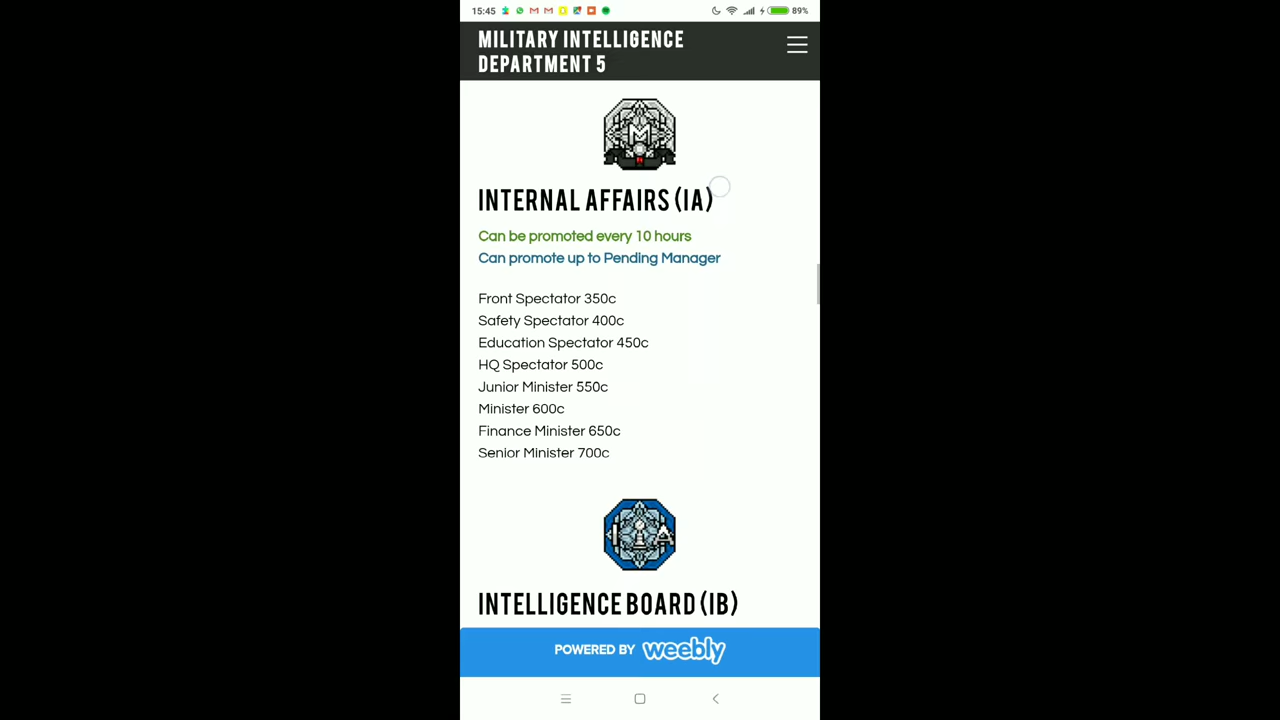 15:45
89%
MILITARY INTELLIGENCE
DEPARTMENT 5
M
INTERNAL AFFAIRS (IA)
Can be promoted every 10 hours
Can promote up to Pending Manager
Front Spectator 350c
Safety Spectator 400c
Education Spectator 450c
HQ Spectator 500c
Junior Minister 550c
Minister 600c
Finance Minister 650c
Senior Minister 700c
I A
INTELLIGENCE BOARD (IB)
POWERED BY weebly